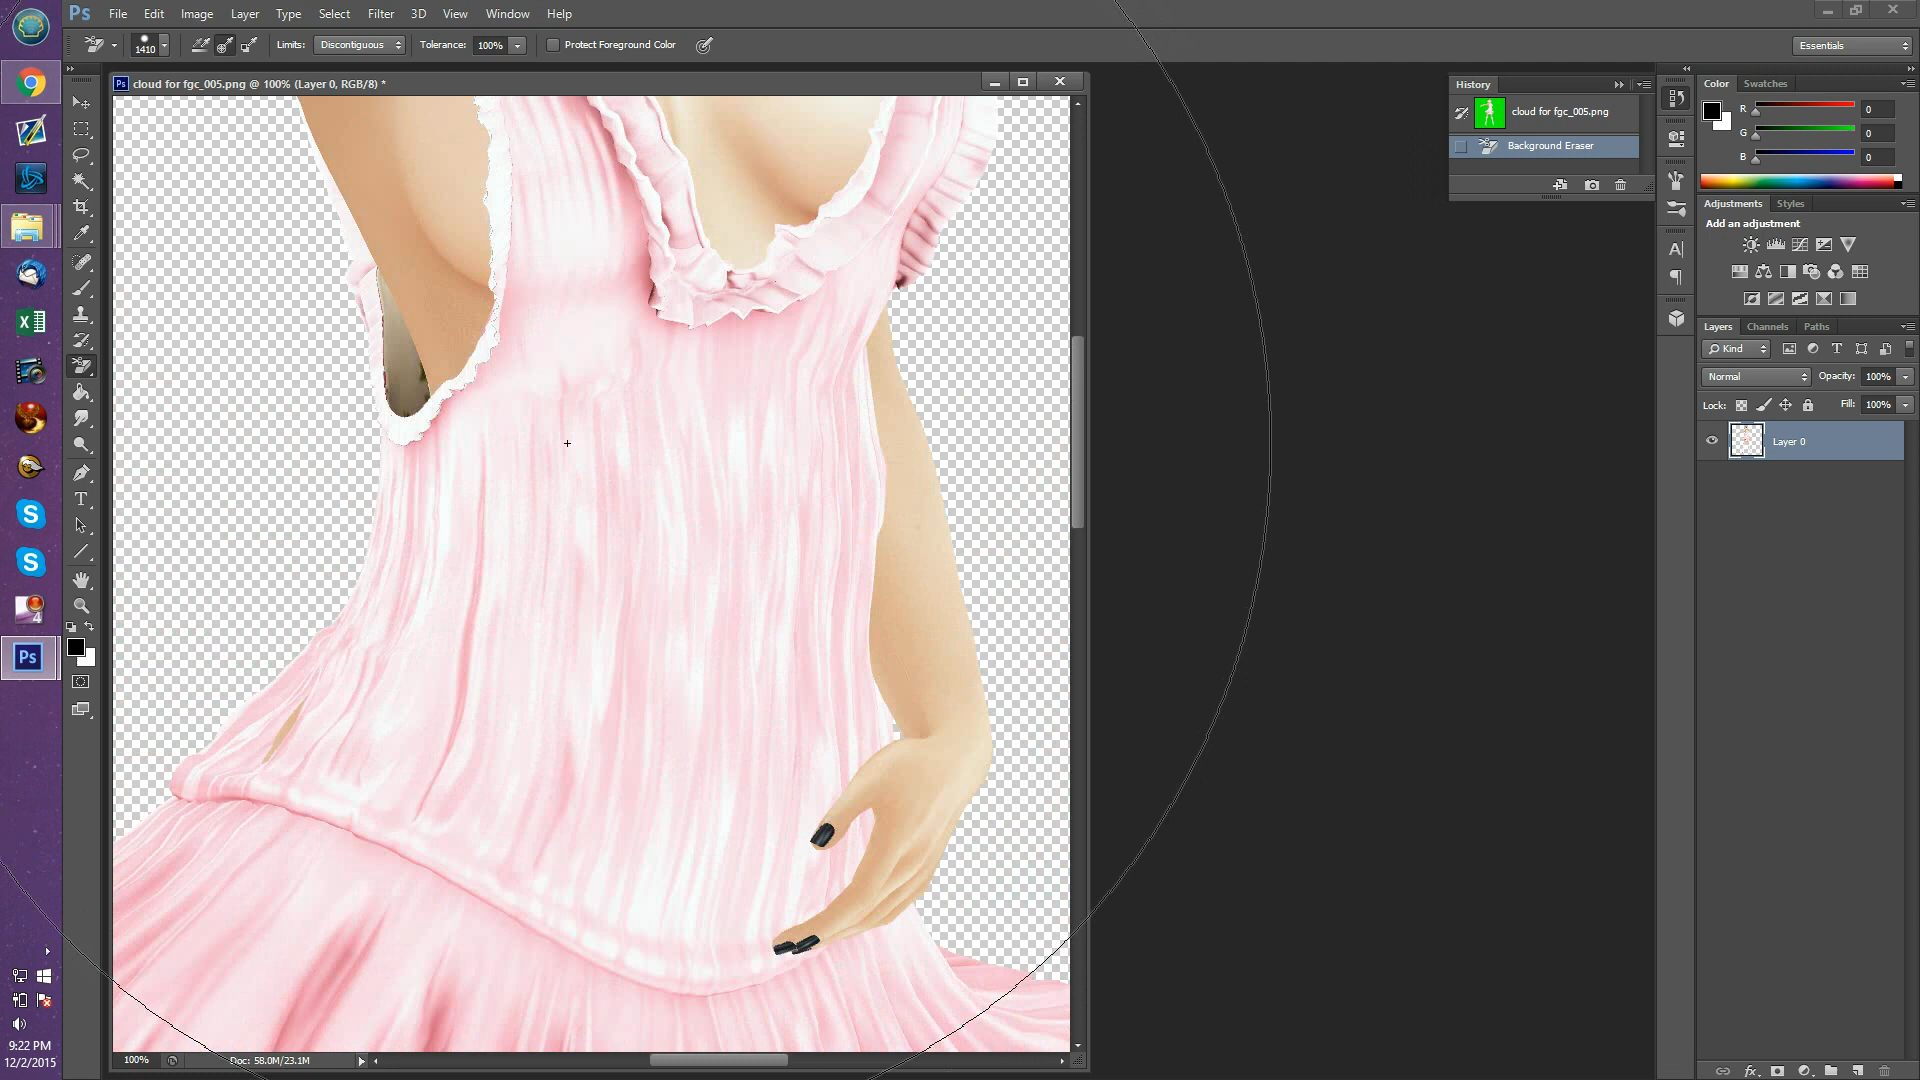 Ps File Edit Image Layer Type Select Filter 3D View Window Help
1410 Limits: Discontiguous Tolerance: 100% Protect Foreground Color Essentials
Ps cloud for fgc_005.png @ 100% (Layer 0, RGB/8) *
History
cloud for fgc_005.png
Background Eraser
Color Swatches
R 0
G 0
B 0
Adjustments Styles
Add an adjustment
Layers Channels Paths
Kind
Normal Opacity: 100%
Lock: Fill: 100%
Layer 0
Ps
4
9:22 PM
12/2/2015
100% Doc: 58.0M/23.1M